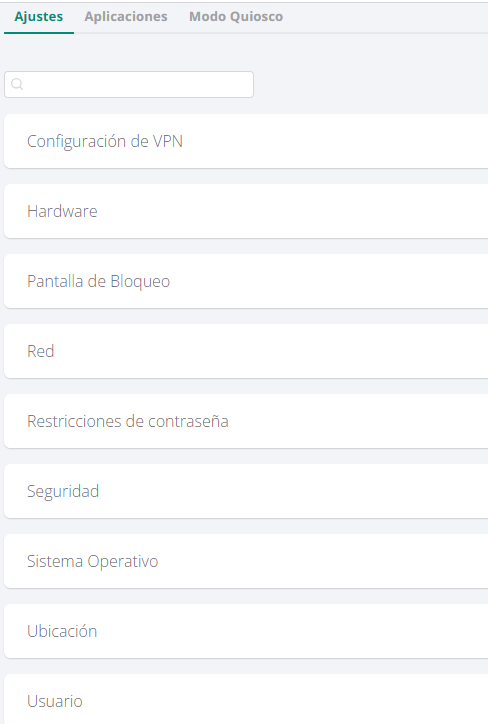 Ajustes Aplicaciones Modo Quiosco
Configuración de VPN
Hardware
Pantalla de Bloqueo
Red
Restricciones de contraseña
Seguridad
Sistema Operativo
Ubicación
Usuario